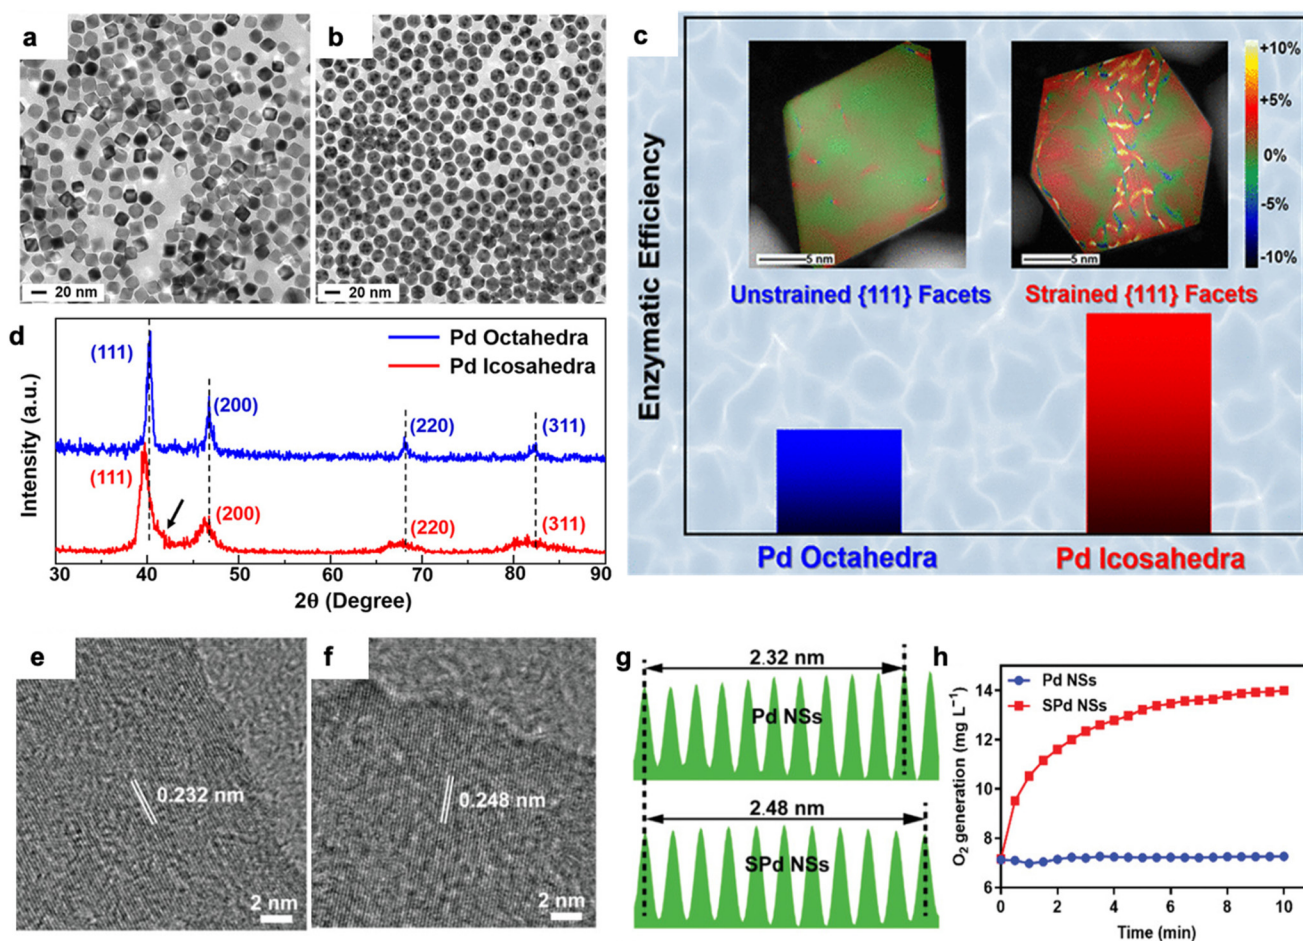 a
b
20 nm
20 nm
c
Enzymatic Efficiency
+10%
+5%
0%
-5%
-10%
5 nm
5 nm
Unstrained {111} Facets
Strained {111} Facets
Pd Octahedra
Pd Icosahedra
d
Intensity (a.u.)
Pd Octahedra
Pd Icosahedra
(111)
(200)
(220)
(311)
(111)
(200)
(220)
(311)
30
40
50
60
70
80
90
2θ (Degree)
e
0.232 nm
2 nm
f
0.248 nm
2 nm
g
2.32 nm
Pd NSs
2.48 nm
SPd NSs
h
Pd NSs
SPd NSs
O₂ generation (mg L⁻¹)
14
12
10
8
6
0
2
4
6
8
10
Time (min)